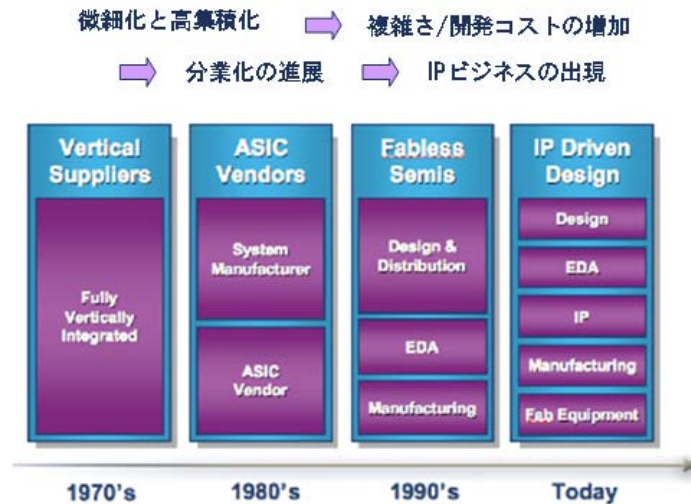 微細化と高集積化
複雑さ/開発コストの増加
分業化の進展
IPビジネスの出現
Vertical
Suppliers
Fully
Vertically
Integrated
ASIC
Vendors
System
Manufacturer
ASIC
Vendor
Fabless
Semis
Design &
Distribution
EDA
Manufacturing
IP Driven
Design
Design
EDA
IP
Manufacturing
Fab Equipment
1970's
1980's
1990's
Today